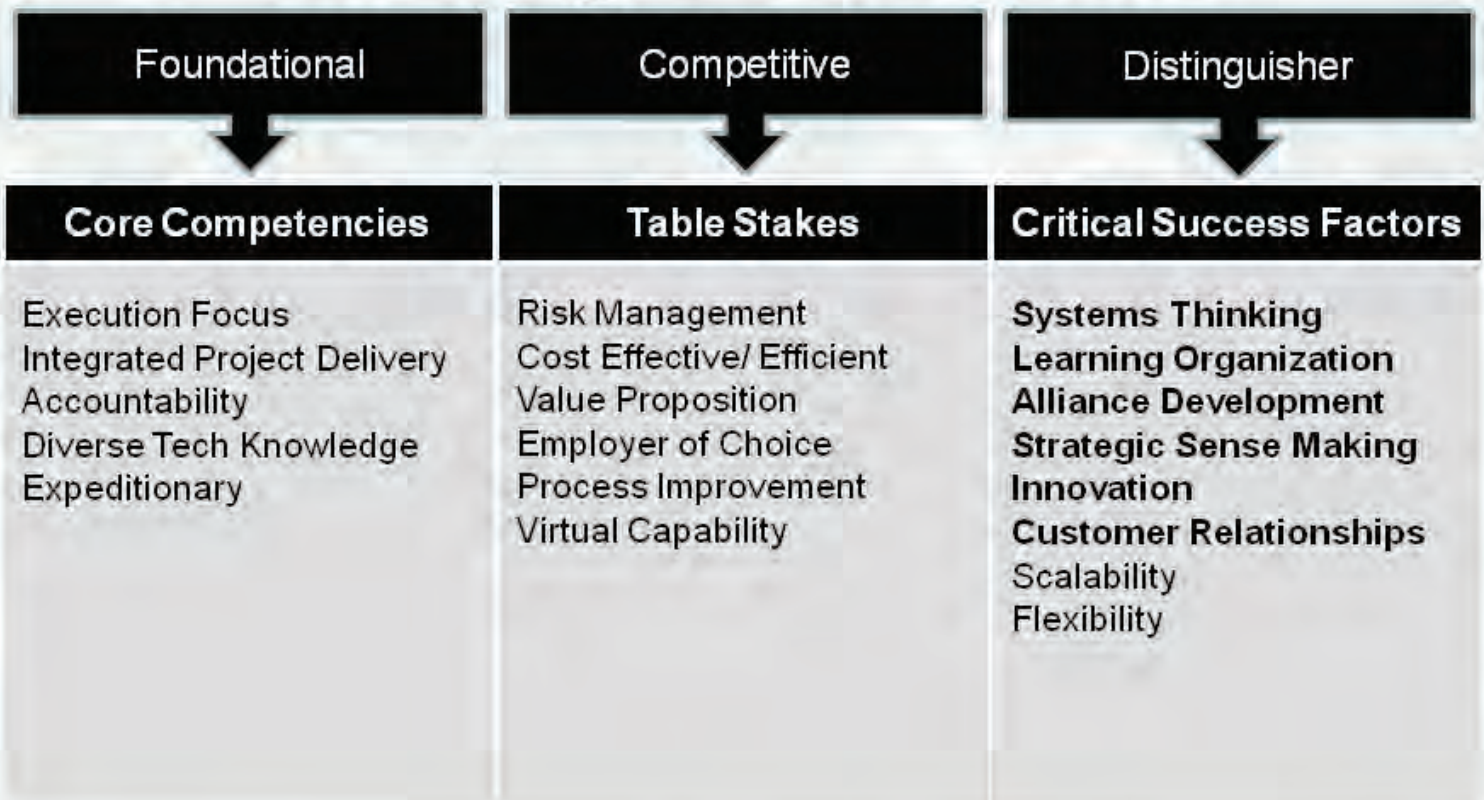 Foundational
Competitive
Distinguisher
Core Competencies
Table Stakes
Critical Success Factors
Execution Focus
Integrated Project Delivery
Accountability
Diverse Tech Knowledge
Expeditionary
Risk Management
Cost Effective/ Efficient
Value Proposition
Employer of Choice
Process Improvement
Virtual Capability
Systems Thinking
Learning Organization
Alliance Development
Strategic Sense Making
Innovation
Customer Relationships
Scalability
Flexibility